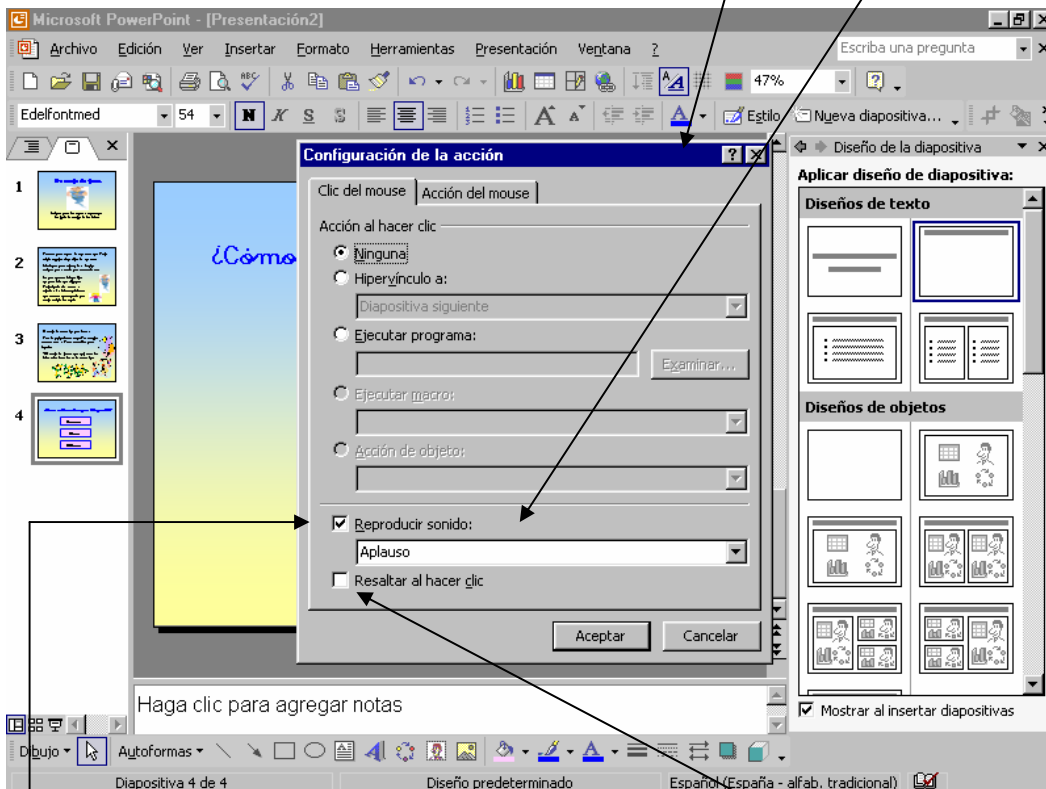 Microsoft PowerPoint - [Presentación2]
Archivo Edición Ver Insertar Formato Herramientas Presentación Ventana ? Escriba una pregunta
47%
Edelfontmed 54 N K S S Estilo Nueva diapositiva...
Configuración de la acción
Diseño de la diapositiva
Aplicar diseño de diapositiva:
Clic del mouse Acción del mouse
Diseños de texto
1
Acción al hacer clic
Ninguna
¿Cómo
2
Hipervínculo a:
Diapositiva siguiente
Ejecutar programa:
3
Examinar...
Ejecutar macro:
4
Diseños de objetos
Acción de objeto:
Reproducir sonido:
Aplauso
Resaltar al hacer clic
Aceptar Cancelar
Haga clic para agregar notas
Mostrar al insertar diapositivas
Dibujo Autoformas
Diapositiva 4 de 4 Diseño predeterminado Español (España - alfab. tradicional)